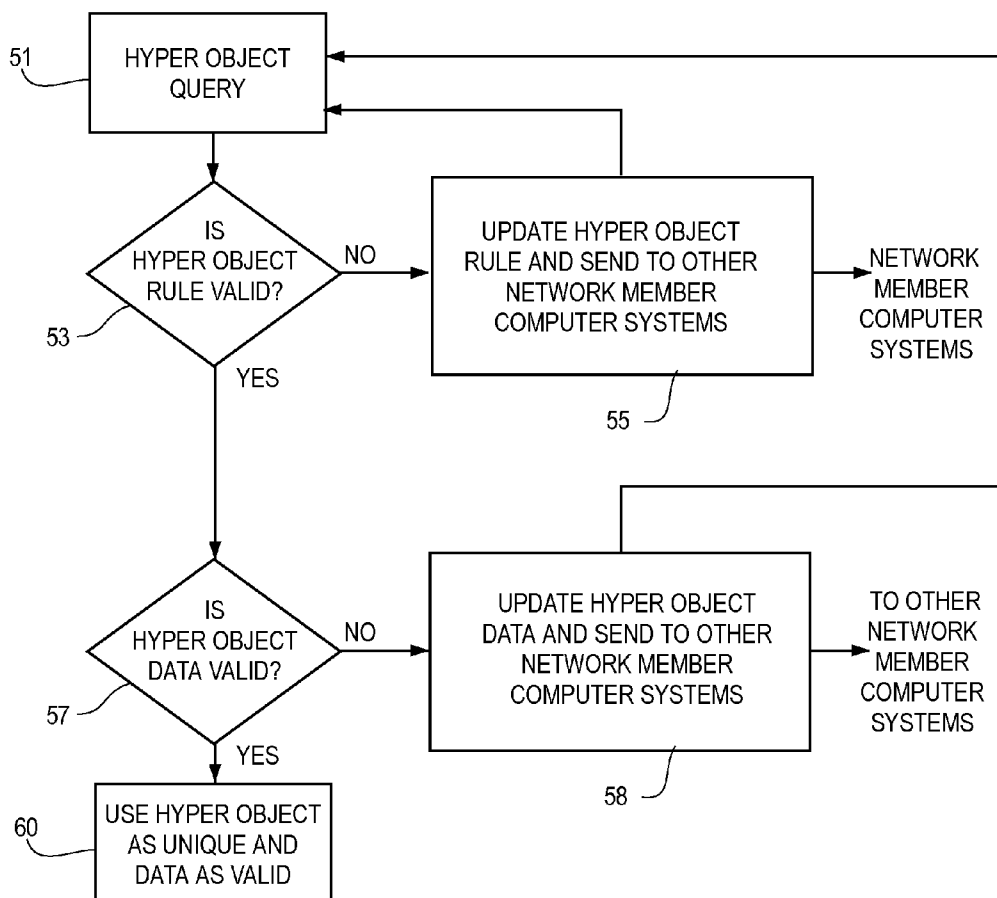 51
HYPER OBJECT
QUERY
IS
HYPER OBJECT
RULE VALID?
NO
53
YES
UPDATE HYPER OBJECT
RULE AND SEND TO OTHER
NETWORK MEMBER
COMPUTER SYSTEMS
55
NETWORK
MEMBER
COMPUTER
SYSTEMS
IS
HYPER OBJECT
DATA VALID?
NO
57
YES
UPDATE HYPER OBJECT
DATA AND SEND TO OTHER
NETWORK MEMBER
COMPUTER SYSTEMS
58
TO OTHER
NETWORK
MEMBER
COMPUTER
SYSTEMS
60
USE HYPER OBJECT
AS UNIQUE AND
DATA AS VALID